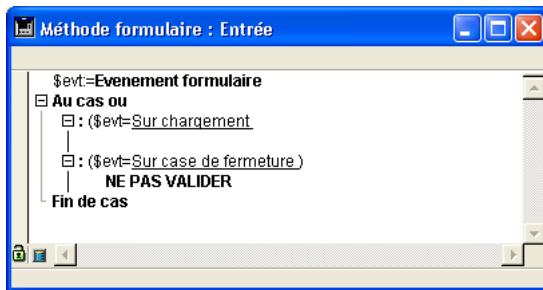 Méthode formulaire : Entrée
$evt:=Evenement formulaire
Au cas ou
: ($evt=Sur chargement
: ($evt=Sur case de fermeture )
NE PAS VALIDER
Fin de cas